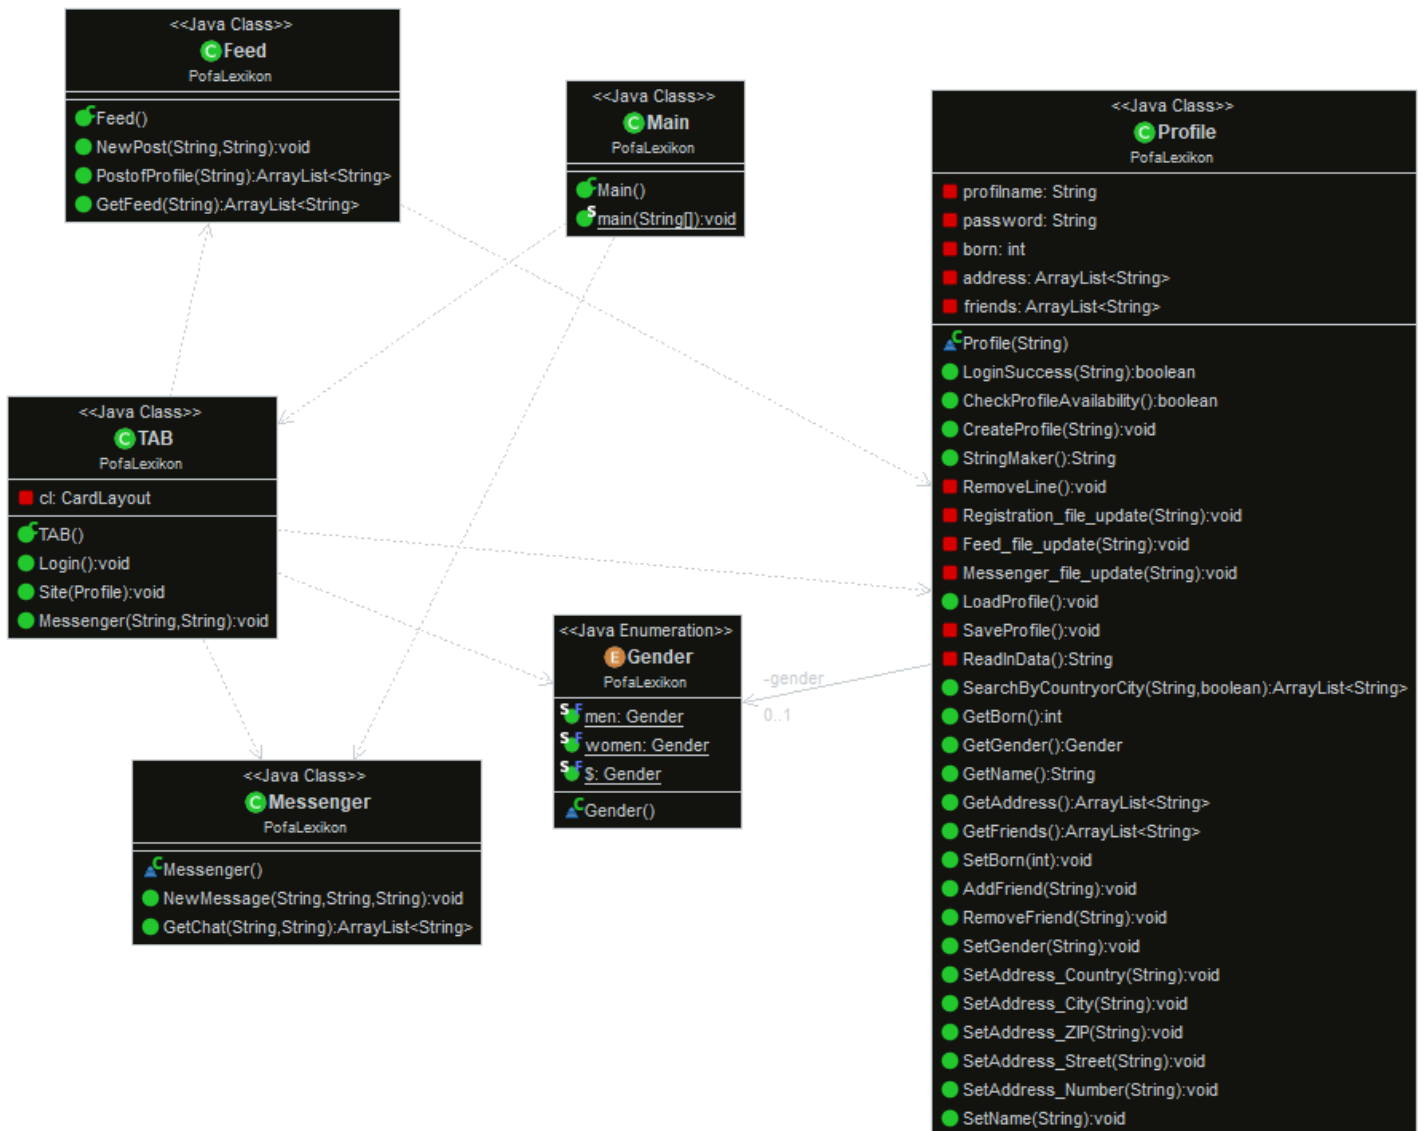 <<Java Class>>
Feed
PofaLexikon
Feed()
NewPost(String,String):void
PostofProfile(String):ArrayList<String>
GetFeed(String):ArrayList<String>
<<Java Class>>
Main
PofaLexikon
Main()
main(String[]):void
<<Java Class>>
Profile
PofaLexikon
profilname: String
password: String
born: int
address: ArrayList<String>
friends: ArrayList<String>
Profile(String)
LoginSuccess(String):boolean
CheckProfileAvailability():boolean
CreateProfile(String):void
StringMaker():String
RemoveLine():void
Registration_file_update(String):void
Feed_file_update(String):void
Messenger_file_update(String):void
LoadProfile():void
SaveProfile():void
ReadInData():String
SearchByCountryorCity(String,boolean):ArrayList<String>
GetBorn():int
GetGender():Gender
GetName():String
GetAddress():ArrayList<String>
GetFriends():ArrayList<String>
SetBorn(int):void
AddFriend(String):void
RemoveFriend(String):void
SetGender(String):void
SetAddress_Country(String):void
SetAddress_City(String):void
SetAddress_ZIP(String):void
SetAddress_Street(String):void
SetAddress_Number(String):void
SetName(String):void
<<Java Class>>
TAB
PofaLexikon
cl: CardLayout
TAB()
Login():void
Site(Profile):void
Messenger(String,String):void
<<Java Enumeration>>
Gender
PofaLexikon
men: Gender
women: Gender
$: Gender
Gender()
-gender
0..1
<<Java Class>>
Messenger
PofaLexikon
Messenger()
NewMessage(String,String,String):void
GetChat(String,String):ArrayList<String>